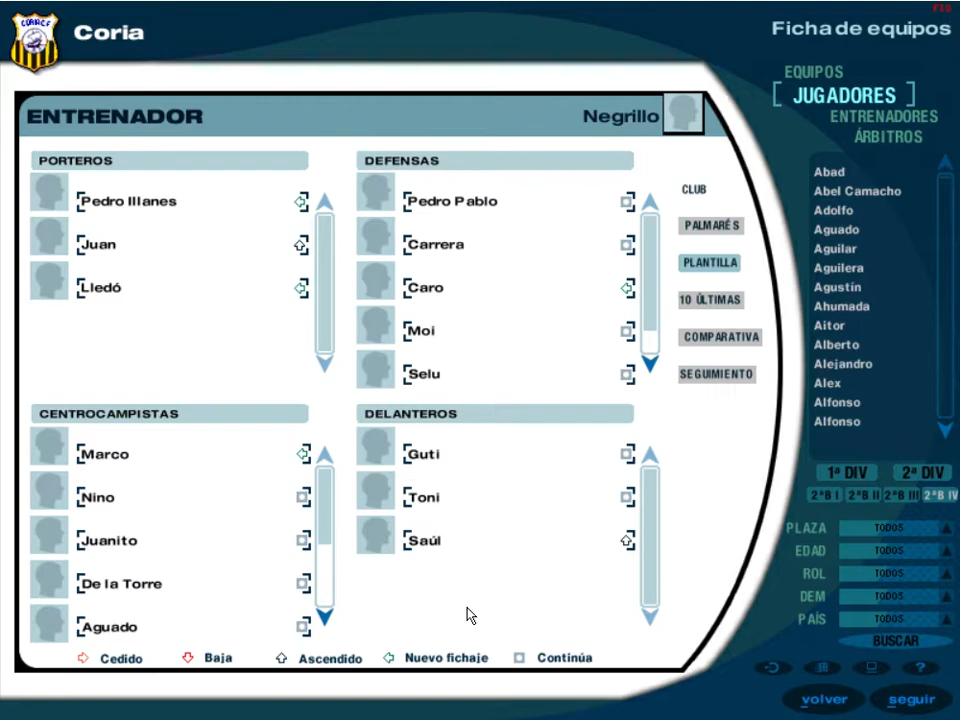 F10
CORIA C.F.
Coria
Ficha de equipos
EQUIPOS
JUGADORES
ENTRENADORES
ÁRBITROS
ENTRENADOR
Negrillo
PORTEROS
Pedro Illanes
Juan
Lledó
DEFENSAS
Pedro Pablo
Carrera
Caro
Moi
Selu
CENTROCAMPISTAS
Marco
Nino
Juanito
De la Torre
Aguado
DELANTEROS
Guti
Toni
Saúl
Cedido
Baja
Ascendido
Nuevo fichaje
Continúa
CLUB
PALMARÉS
PLANTILLA
10 ÚLTIMAS
COMPARATIVA
SEGUIMIENTO
Abad
Abel Camacho
Adolfo
Aguado
Aguilar
Aguilera
Agustín
Ahumada
Aitor
Alberto
Alejandro
Alex
Alfonso
Alfonso
1ª DIV 2ª DIV
2ªB I 2ªB II 2ªB III 2ªB IV
PLAZA TODOS
EDAD TODOS
ROL TODOS
DEM TODOS
PAÍS TODOS
BUSCAR
?
volver
seguir